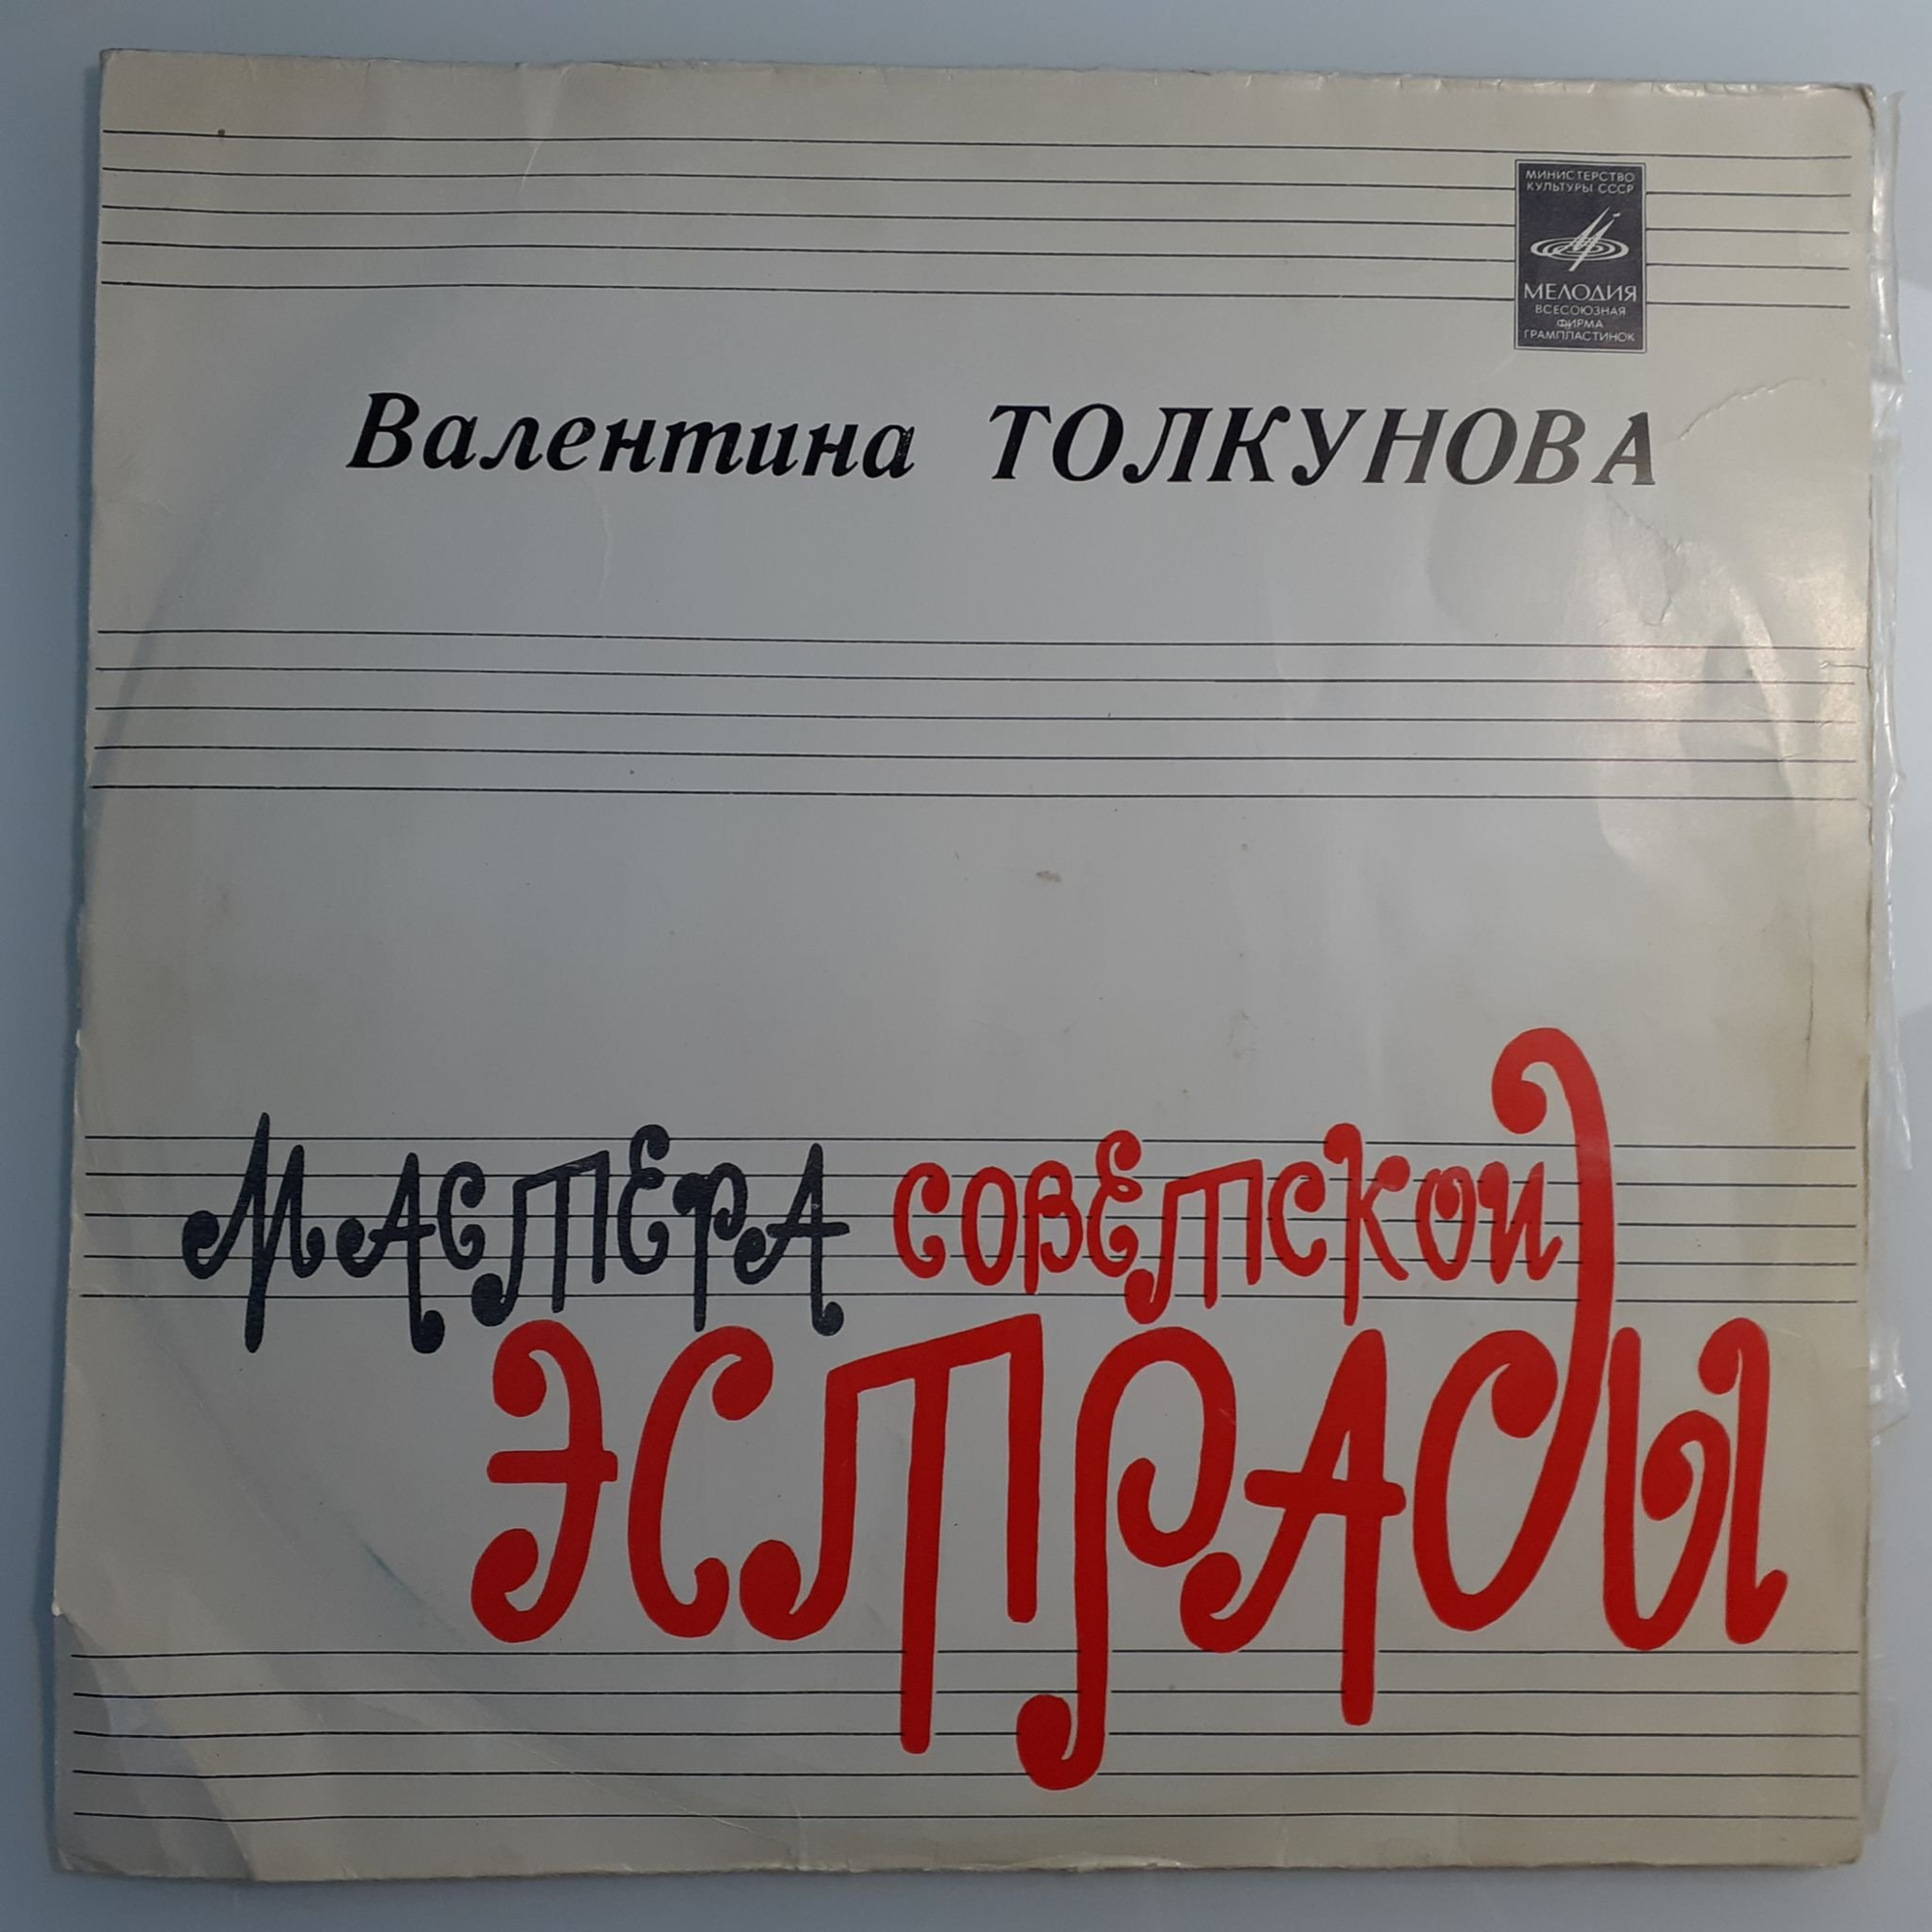 МИНИСТЕРСТВО
КУЛЬТУРЫ СССР
МЕЛОДИЯ
ВСЕСОЮЗНАЯ
ФИРМА
ГРАМПЛАСТИНОК
Валентина ТОЛКУНОВА
МАСТЕРА СОВЕТСКОЙ
ЭСТРАДЫ